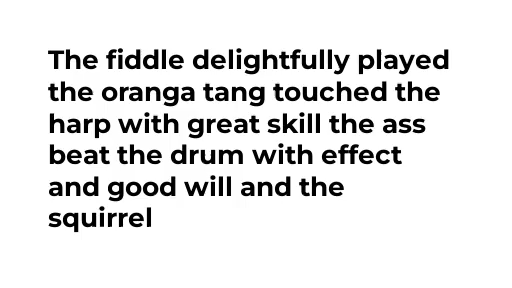 The fiddle delightfully played
the oranga tang touched the
harp with great skill the ass
beat the drum with effect
and good will and the
squirrel